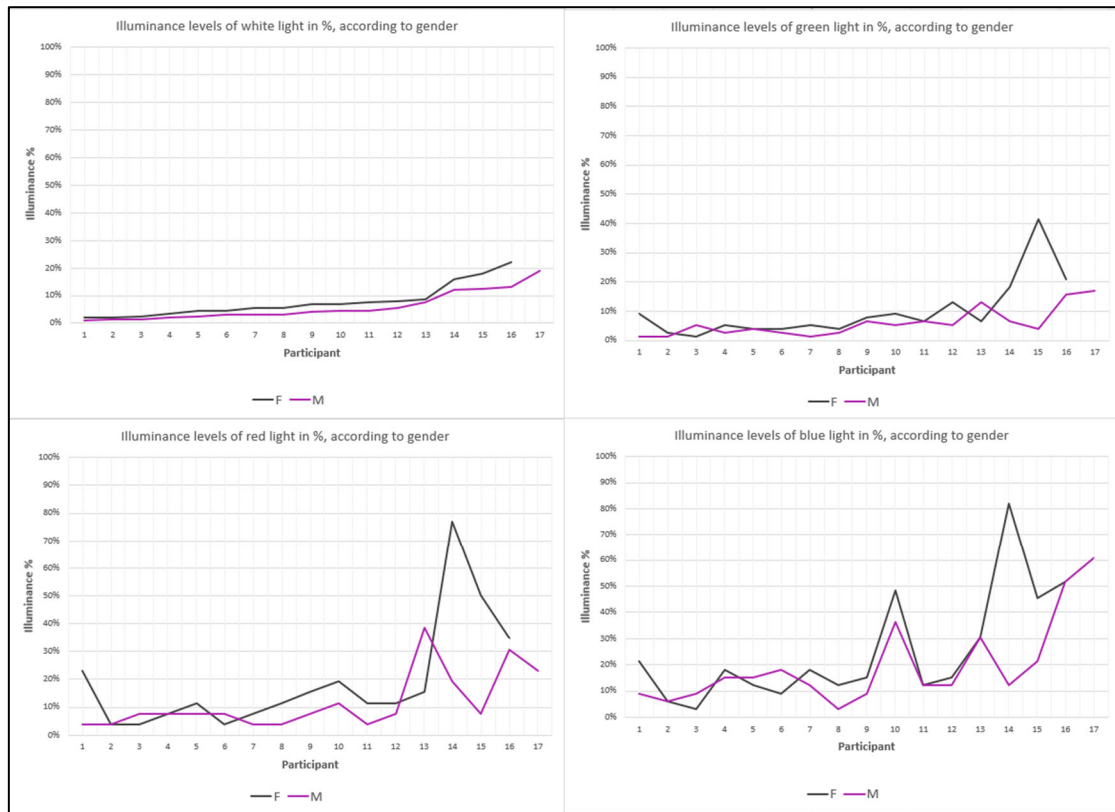 Illuminance levels of white light in %, according to gender
100%
90%
80%
70%
60%
50%
40%
30%
20%
10%
0%
Illuminance %
1 2 3 4 5 6 7 8 9 10 11 12 13 14 15 16 17
Participant
F M
Illuminance levels of green light in %, according to gender
100%
90%
80%
70%
60%
50%
40%
30%
20%
10%
0%
Illuminance %
1 2 3 4 5 6 7 8 9 10 11 12 13 14 15 16 17
Participant
F M
Illuminance levels of red light in %, according to gender
100%
90%
80%
70%
60%
50%
40%
30%
20%
10%
0%
Illuminance %
1 2 3 4 5 6 7 8 9 10 11 12 13 14 15 16 17
Participant
F M
Illuminance levels of blue light in %, according to gender
100%
90%
80%
70%
60%
50%
40%
30%
20%
10%
0%
Illuminance %
1 2 3 4 5 6 7 8 9 10 11 12 13 14 15 16 17
Participant
F M